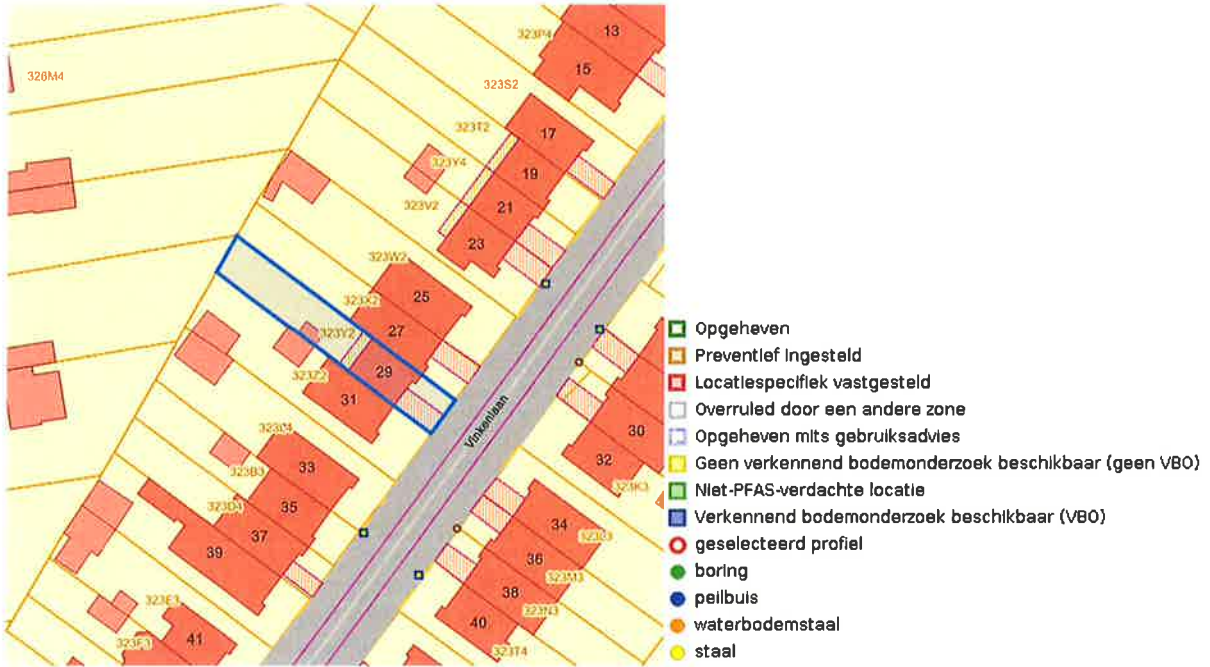 13
323P4
15
326M4
323S2
17
323T2
323Y4
19
323V2
21
23
323W2
25
323X2
27
323Y2
29
323Z2
31
Vinkenlaan
30
32
323K3
33
323B3
35
323D4
37
39
34
36
323M3
38
323N3
40
323T4
323E3
41
323F3
Opgeheven
Preventief ingesteld
Locatiespecifiek vastgesteld
Overruled door een andere zone
Opgeheven mits gebruiksadvies
Geen verkennend bodemonderzoek beschikbaar (geen VBO)
Niet-PFAS-verdachte locatie
Verkennend bodemonderzoek beschikbaar (VBO)
geselecteerd profiel
boring
peilbuis
waterbodemstaal
staal